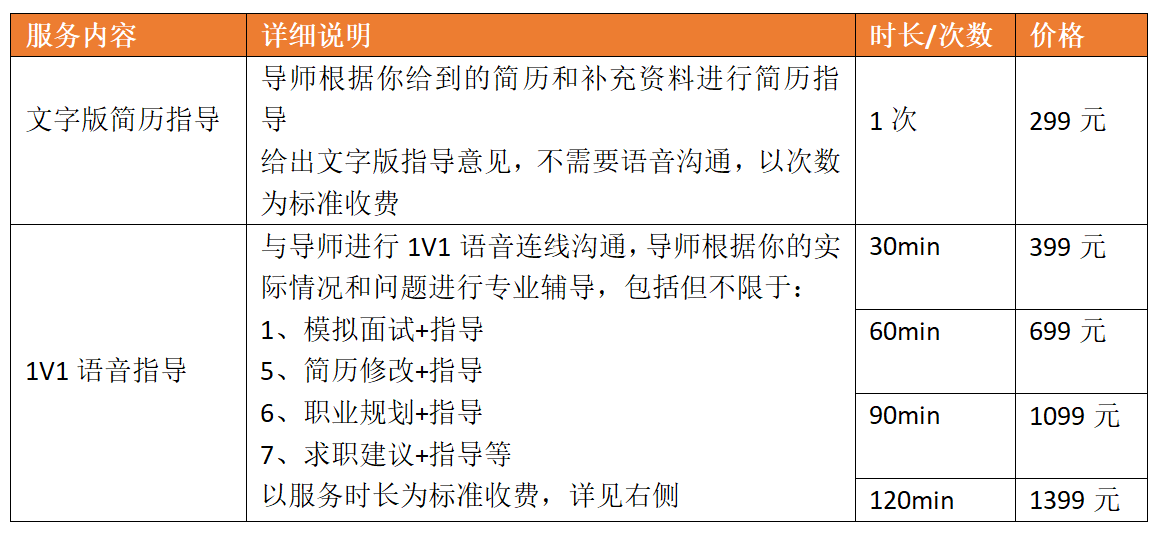 服务内容 详细说明 时长/次数 价格
文字版简历指导
导师根据你给到的简历和补充资料进行简历指
导
给出文字版指导意见，不需要语音沟通，以次数
为标准收费
1 次
299 元
1V1 语音指导
与导师进行 1V1 语音连线沟通，导师根据你的实
际情况和问题进行专业辅导，包括但不限于：
1、模拟面试+指导
5、简历修改+指导
6、职业规划+指导
7、求职建议+指导等
以服务时长为标准收费，详见右侧
30min 399 元
60min 699 元
90min 1099 元
120min 1399 元